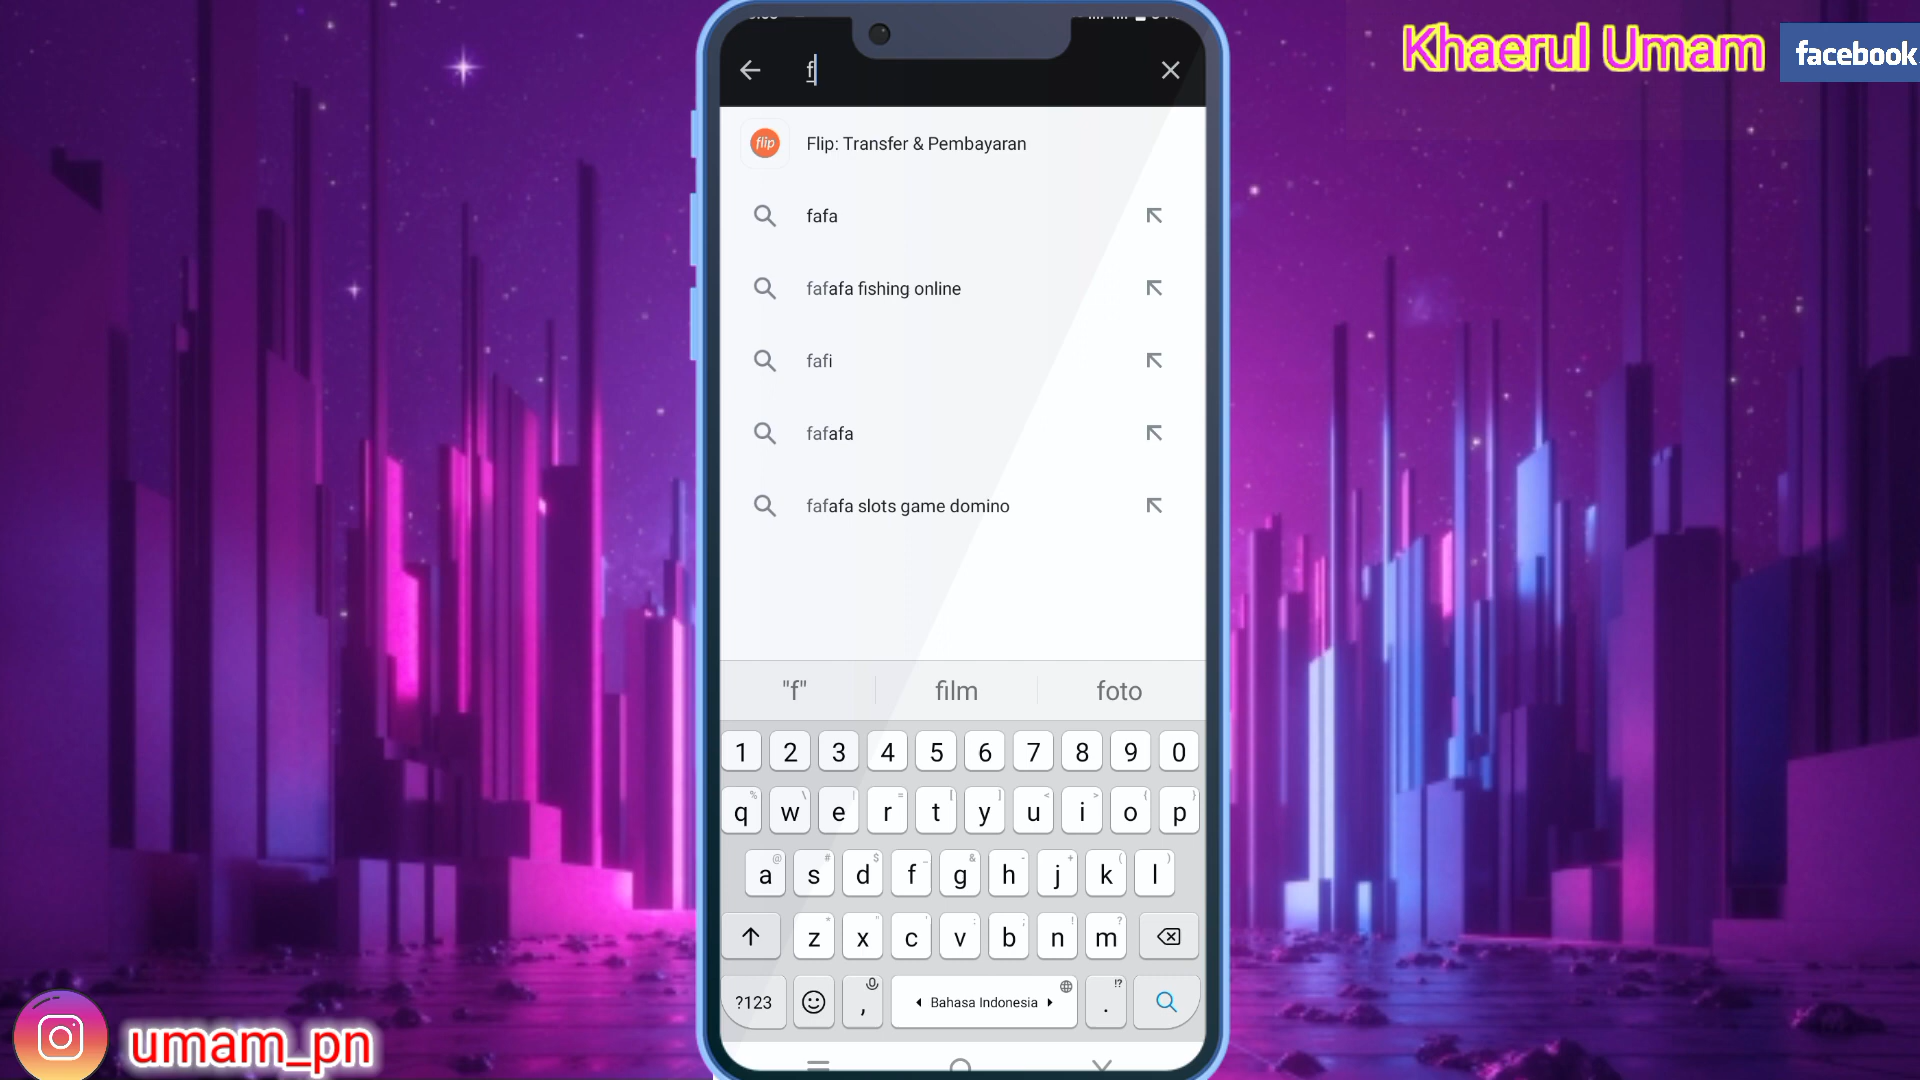 Khaerul Umam
facebook
f
flip
Flip: Transfer & Pembayaran
fafa
fafafa fishing online
fafi
fafafa
fafafa slots game domino
"f" film foto
1 2 3 4 5 6 7 8 9 0
q w e r t y u i o p
a s d f g h j k l
z x c v b n m
?123 , Bahasa Indonesia . !?
umam_pn